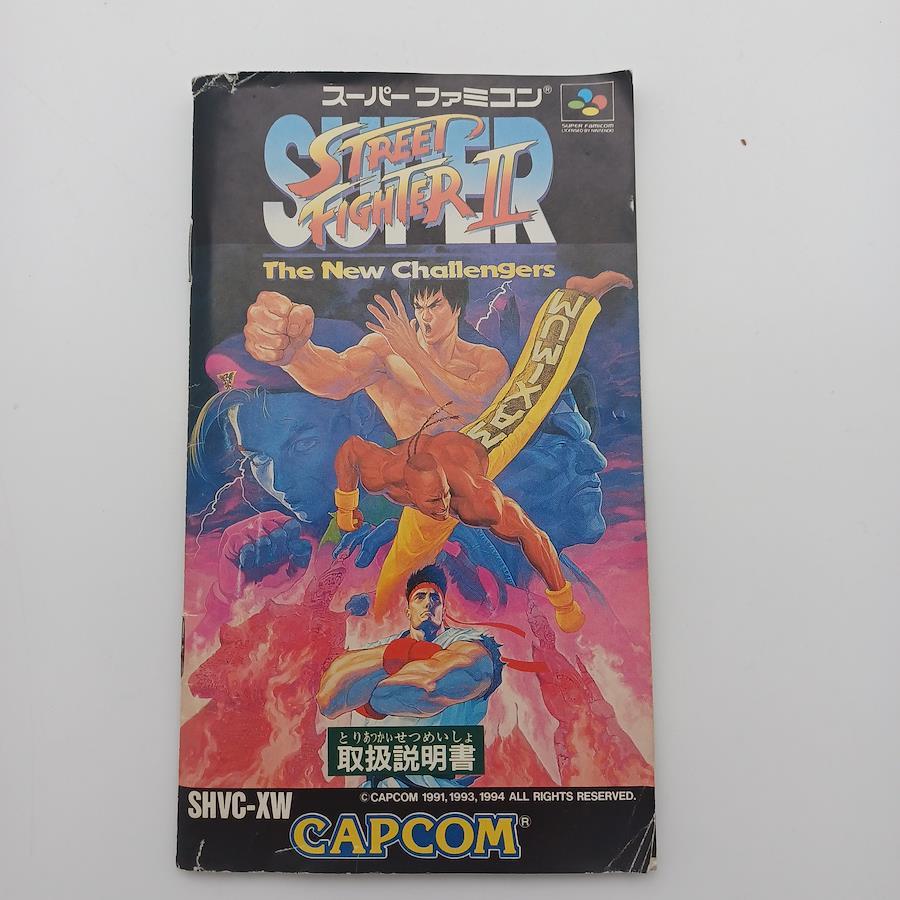 スーパーファミコン®
SUPER FAMICOM
LICENSED BY NINTENDO
SUPER
STREET
FIGHTER II
The New Challengers
MAXIMUM
とりあつかいせつめいしょ
取扱説明書
SHVC-XW
©CAPCOM 1991,1993,1994 ALL RIGHTS RESERVED.
CAPCOM®